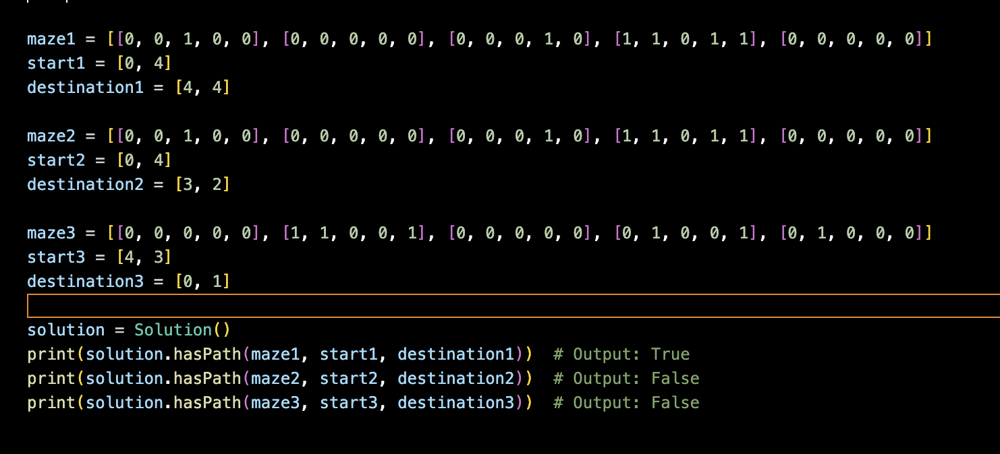 maze1 = [[0, 0, 1, 0, 0], [0, 0, 0, 0, 0], [0, 0, 0, 1, 0], [1, 1, 0, 1, 1], [0, 0, 0, 0, 0]]
start1 = [0, 4]
destination1 = [4, 4]
maze2 = [[0, 0, 1, 0, 0], [0, 0, 0, 0, 0], [0, 0, 0, 1, 0], [1, 1, 0, 1, 1], [0, 0, 0, 0, 0]]
start2 = [0, 4]
destination2 = [3, 2]
maze3 = [[0, 0, 0, 0, 0], [1, 1, 0, 0, 1], [0, 0, 0, 0, 0], [0, 1, 0, 0, 1], [0, 1, 0, 0, 0]]
start3 = [4, 3]
destination3 = [0, 1]
solution = Solution()
print(solution.hasPath(maze1, start1, destination1))  # Output: True
print(solution.hasPath(maze2, start2, destination2))  # Output: False
print(solution.hasPath(maze3, start3, destination3))  # Output: False